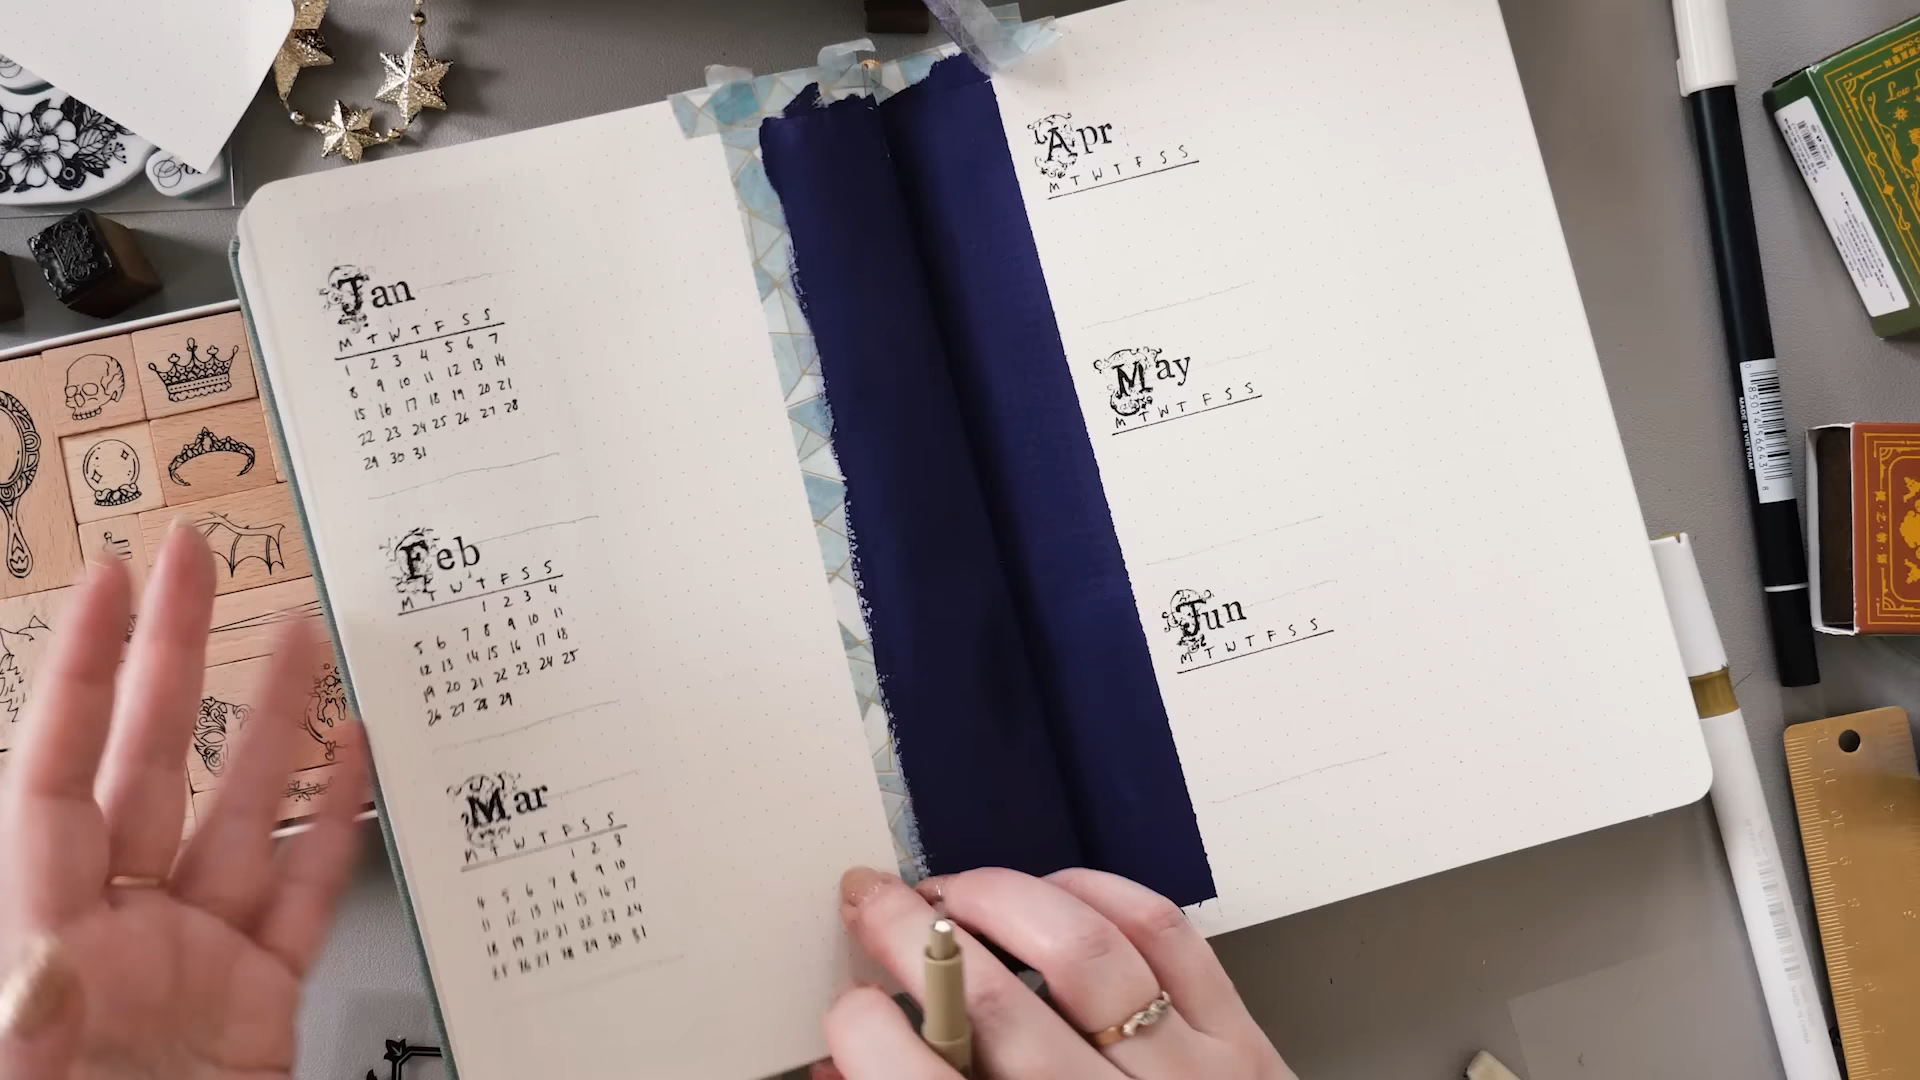 Jan
M T W T F S S
1 2 3 4 5 6 7
8 9 10 11 12 13 14
15 16 17 18 19 20 21
22 23 24 25 26 27 28
29 30 31
Feb
M T W T F S S
1 2 3 4
5 6 7 8 9 10 11
12 13 14 15 16 17 18
19 20 21 22 23 24 25
26 27 28 29
Mar
M T W T F S S
1 2 3
4 5 6 7 8 9 10
11 12 13 14 15 16 17
18 19 20 21 22 23 24
25 26 27 28 29 30 31
Apr
M T W T F S S
May
M T W T F S S
Jun
M T W T F S S
MADE IN VIETNAM